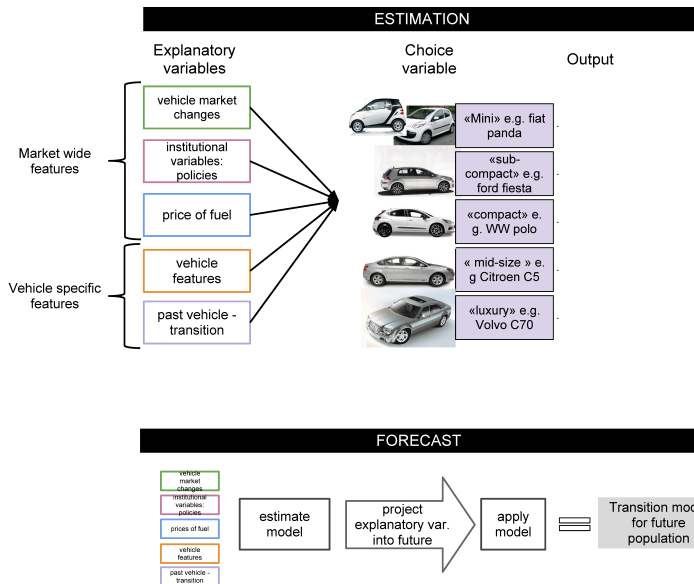 ESTIMATION
Explanatory
variables
Choice
variable
Output
Market wide
features
Vehicle specific
features
vehicle market
changes
institutional
variables:
policies
price of fuel
vehicle
features
past vehicle -
transition
«Mini» e.g. fiat
panda
«sub-
compact» e.g.
ford fiesta
«compact» e.
g. WW polo
« mid-size » e.
g Citroen C5
«luxury» e.g.
Volvo C70
FORECAST
vehicle
market
changes
institutional
variables:
policies
prices of fuel
vehicle
features
past vehicle -
transition
estimate
model
project
explanatory var.
into future
apply
model
Transition mod
for future
population